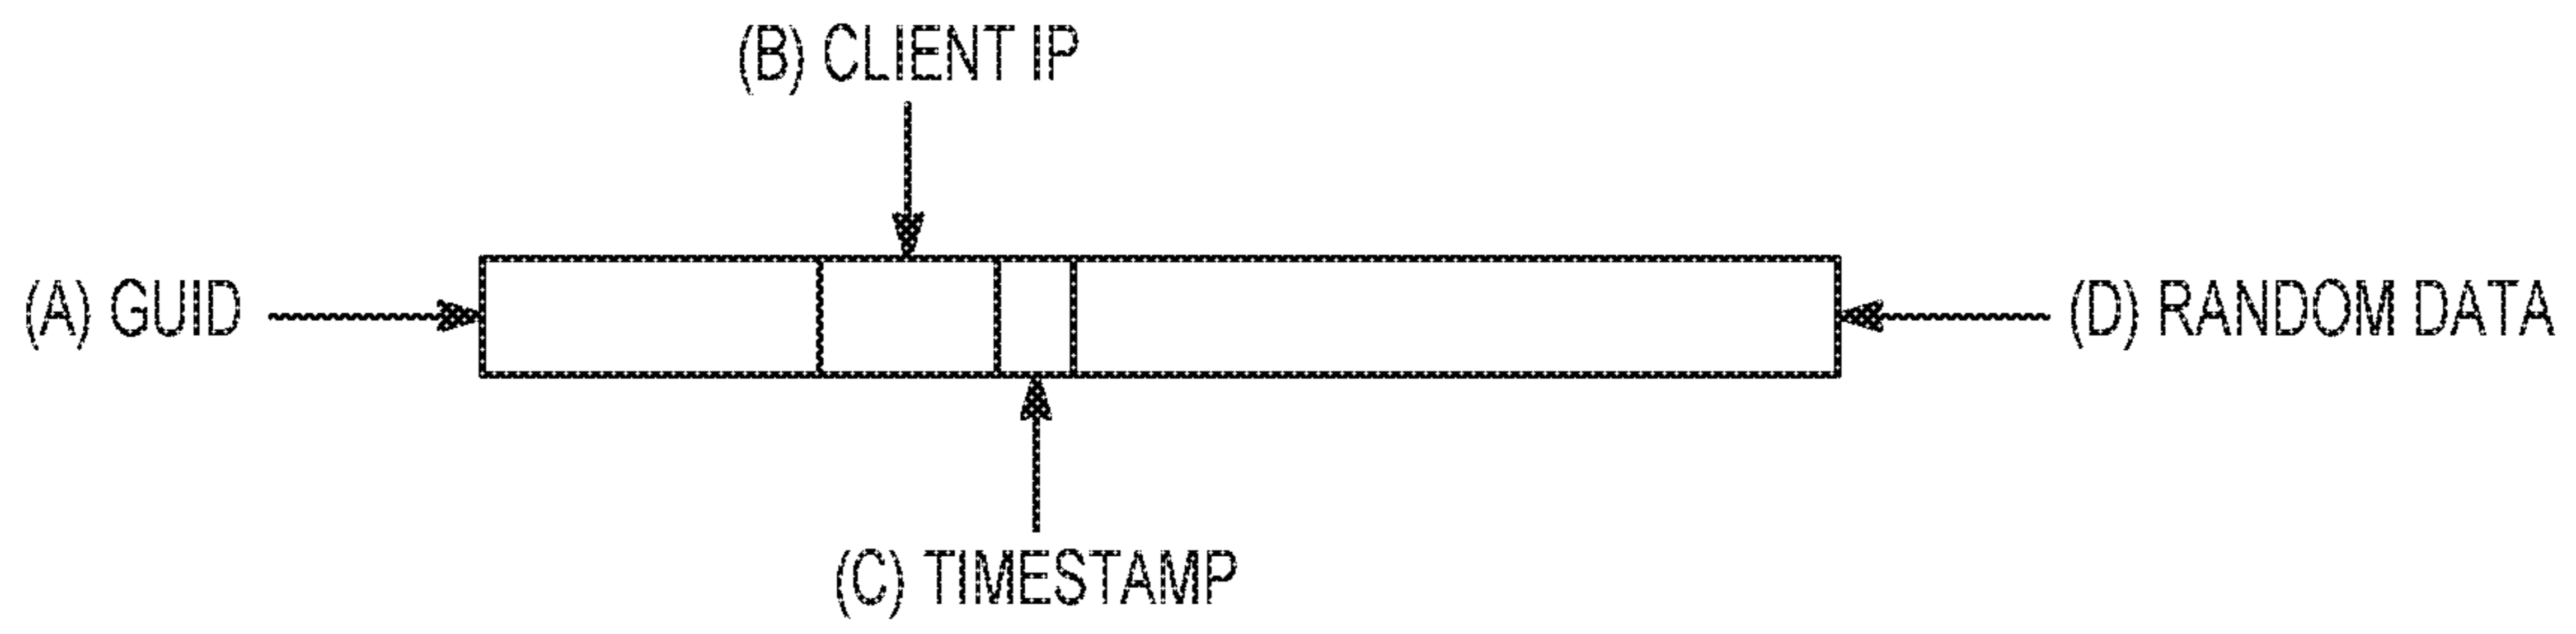 (B) CLIENT IP
(A) GUID
(D) RANDOM DATA
(C) TIMESTAMP